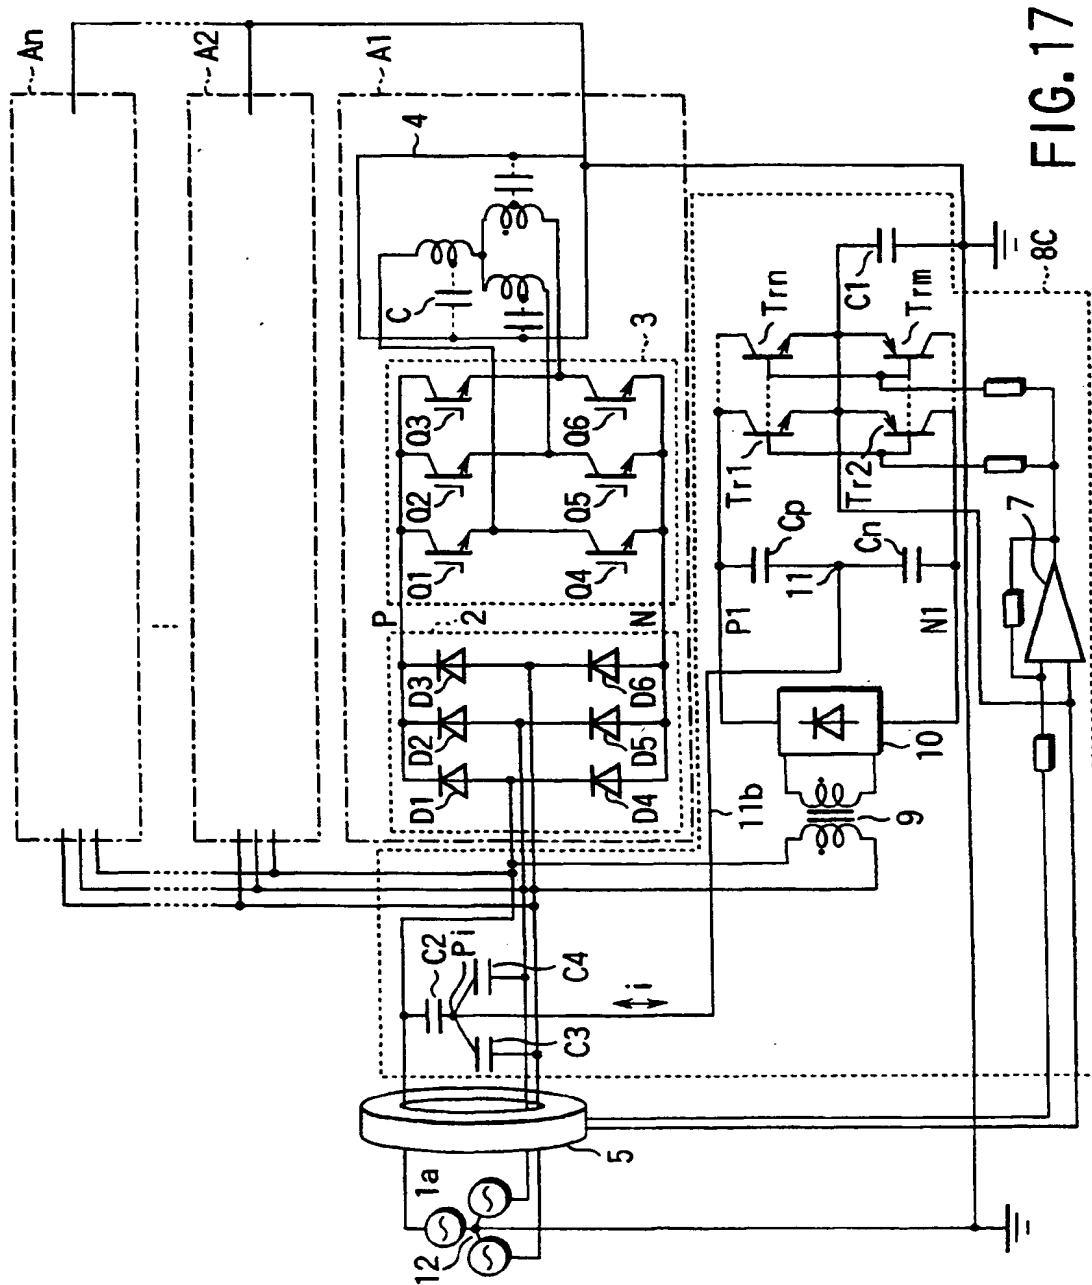 An
A2
A1
4
C
3
Q3
Q2
Q1
Q6
Q5
Q4
P
N
2
D3
D2
D1
D6
D5
D4
C2
Pi
C4
C3
i
5
1a
12
11b
9
10
P1
N1
11
Cp
Cn
Tr1
Tr2
Trn
Trm
C1
8C
7
FIG. 17